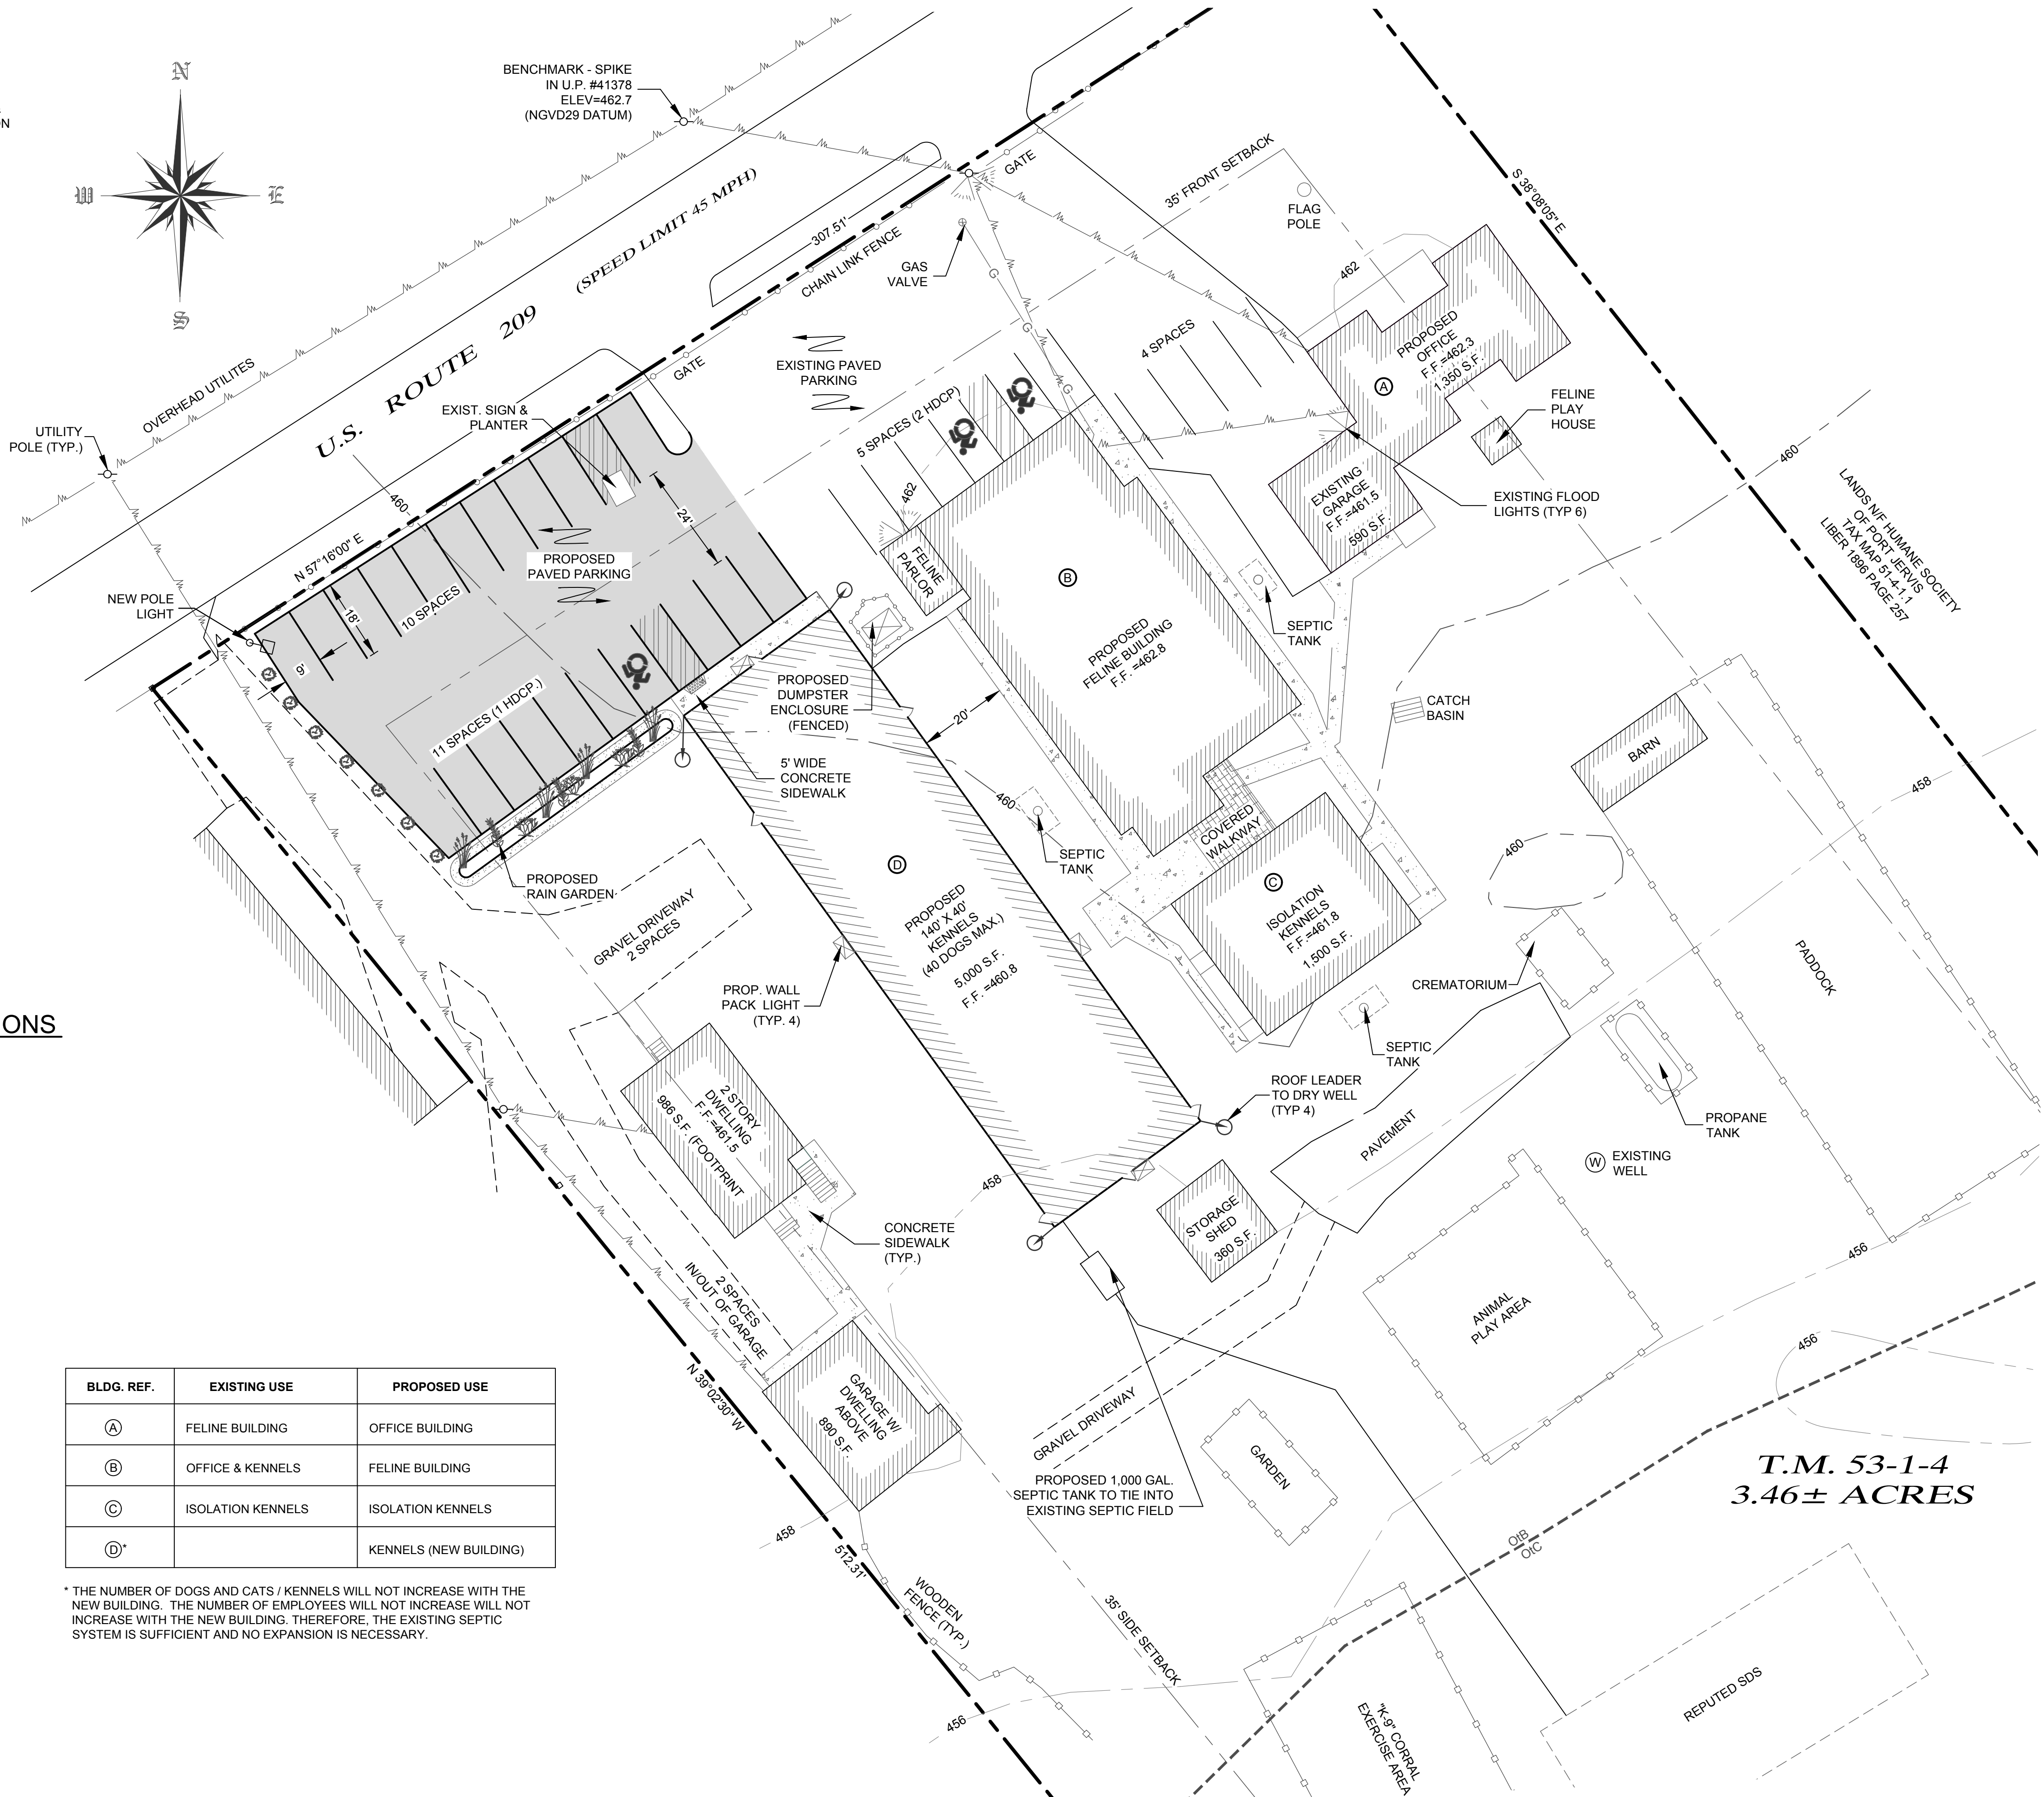 N
W
E
S
ON
BENCHMARK - SPIKE
IN U.P. #41378
ELEV=462.7
(NGVD29 DATUM)
OVERHEAD UTILITES
U.S. ROUTE 209 (SPEED LIMIT 45 MPH)
UTILITY
POLE (TYP.)
307.51'
CHAIN LINK FENCE
GATE
GATE
35' FRONT SETBACK
FLAG
POLE
S 38°08'05" E
GAS
VALVE
G
G
G
G
462
EXISTING PAVED
PARKING
4 SPACES
5 SPACES (2 HDCP)
462
PROPOSED
OFFICE
F.F.=462.3
1,350 S.F.
A
FELINE
PLAY
HOUSE
EXIST. SIGN &
PLANTER
460
24'
PROPOSED
PAVED PARKING
N 57°16'00" E
10 SPACES
18'
9'
NEW POLE
LIGHT
11 SPACES (1 HDCP.)
FELINE
PARLOR
B
PROPOSED
FELINE BUILDING
F.F. =462.8
EXISTING
GARAGE
F.F.=461.5
590 S.F.
EXISTING FLOOD
LIGHTS (TYP 6)
460
LANDS N/F HUMANE SOCIETY
OF PORT JERVIS
TAX MAP 51-4-1.1
LIBER 1896 PAGE 257
SEPTIC
TANK
PROPOSED
DUMPSTER
ENCLOSURE
(FENCED)
20'
5' WIDE
CONCRETE
SIDEWALK
CATCH
BASIN
BARN
458
460
SEPTIC
TANK
COVERED
WALKWAY
PROPOSED
RAIN GARDEN
GRAVEL DRIVEWAY
2 SPACES
D
PROPOSED
140' X 40'
KENNELS
(40 DOGS MAX.)
5,000 S.F.
F.F. =460.8
C
ISOLATION
KENNELS
F.F.=461.8
1,500 S.F.
460
CREMATORIUM
PADDOCK
PROP. WALL
PACK LIGHT
(TYP. 4)
IONS
SEPTIC
TANK
ROOF LEADER
TO DRY WELL
(TYP 4)
PROPANE
TANK
PAVEMENT
W
EXISTING
WELL
2 STORY
DWELLING
F.F.=461.5
986 S.F. (FOOTPRINT
458
STORAGE
SHED
360 S.F.
CONCRETE
SIDEWALK
(TYP.)
456
2 SPACES
IN/OUT OF GARAGE
ANIMAL
PLAY AREA
456
N 39°02'30" W
GARAGE W/
DWELLING
ABOVE
890 S.F.
GRAVEL DRIVEWAY
GARDEN
PROPOSED 1,000 GAL.
SEPTIC TANK TO TIE INTO
EXISTING SEPTIC FIELD
T.M. 53-1-4
3.46± ACRES
OtB
OtC
458
512.31'
WOODEN
FENCE (TYP.)
35' SIDE SETBACK
456
"K-9" CORRAL
EXERCISE AREA
REPUTED SDS
BLDG. REF. EXISTING USE PROPOSED USE
A FELINE BUILDING OFFICE BUILDING
B OFFICE & KENNELS FELINE BUILDING
C ISOLATION KENNELS ISOLATION KENNELS
D* KENNELS (NEW BUILDING)
* THE NUMBER OF DOGS AND CATS / KENNELS WILL NOT INCREASE WITH THE
NEW BUILDING. THE NUMBER OF EMPLOYEES WILL NOT INCREASE WILL NOT
INCREASE WITH THE NEW BUILDING. THEREFORE, THE EXISTING SEPTIC
SYSTEM IS SUFFICIENT AND NO EXPANSION IS NECESSARY.